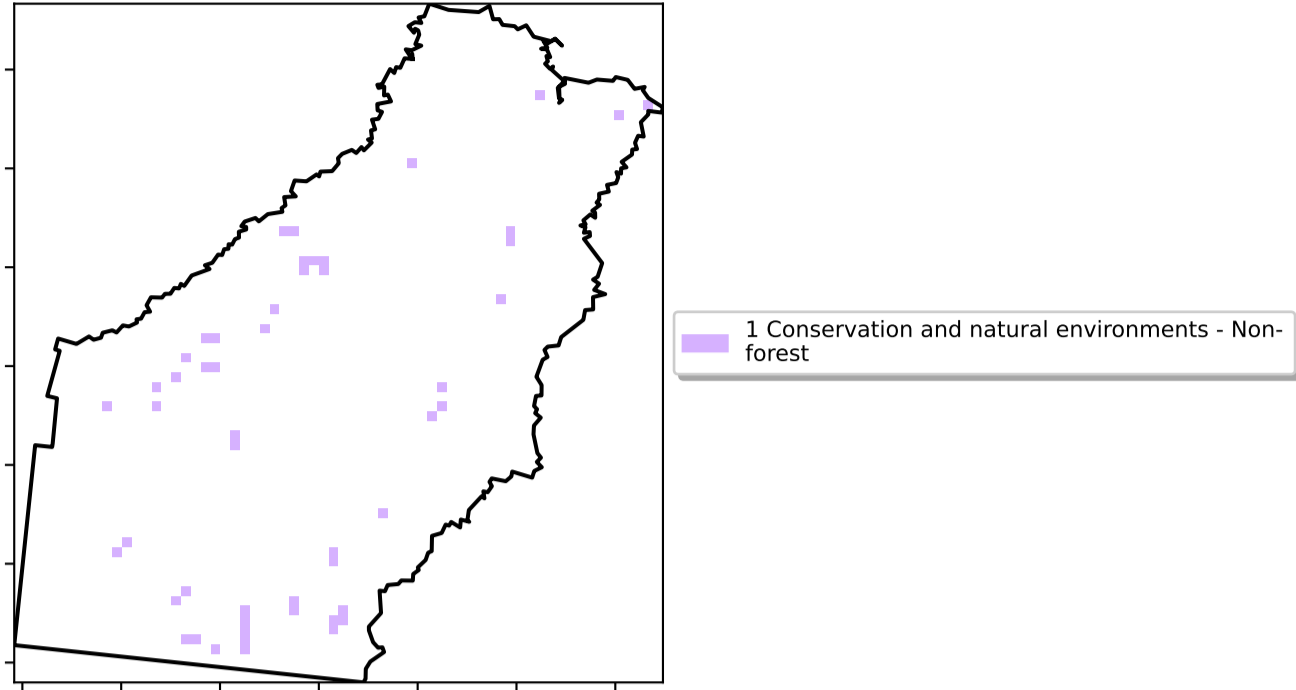 1 Conservation and natural environments - Non-
forest